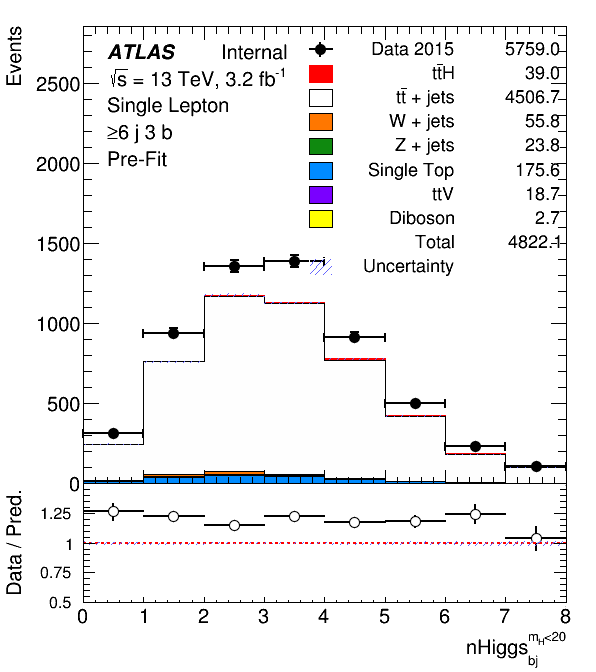 Events
2500
2000
1500
1000
500
0
ATLAS Internal
√s = 13 TeV, 3.2 fb⁻¹
Single Lepton
≥6 j 3 b
Pre-Fit
Data 2015 5759.0
tt̄H 39.0
tt̄ + jets 4506.7
W + jets 55.8
Z + jets 23.8
Single Top 175.6
ttV 18.7
Diboson 2.7
Total 4822.1
Uncertainty
Data / Pred.
1.25
1
0.75
0.5
0 1 2 3 4 5 6 7 8
nHiggs_bj^{m_H<20}